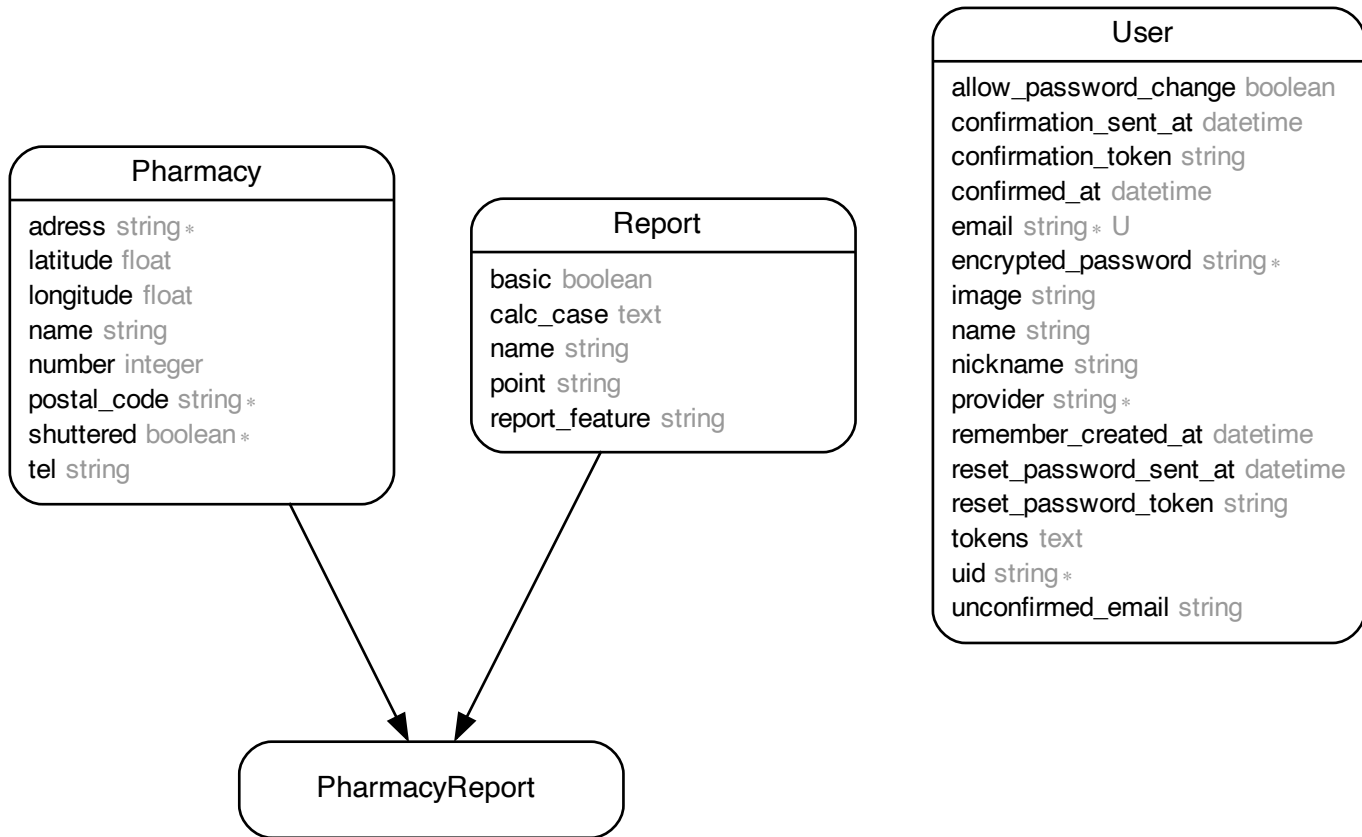 Pharmacy
adress string *
latitude float
longitude float
name string
number integer
postal_code string *
shuttered boolean *
tel string
Report
basic boolean
calc_case text
name string
point string
report_feature string
User
allow_password_change boolean
confirmation_sent_at datetime
confirmation_token string
confirmed_at datetime
email string * U
encrypted_password string *
image string
name string
nickname string
provider string *
remember_created_at datetime
reset_password_sent_at datetime
reset_password_token string
tokens text
uid string *
unconfirmed_email string
PharmacyReport